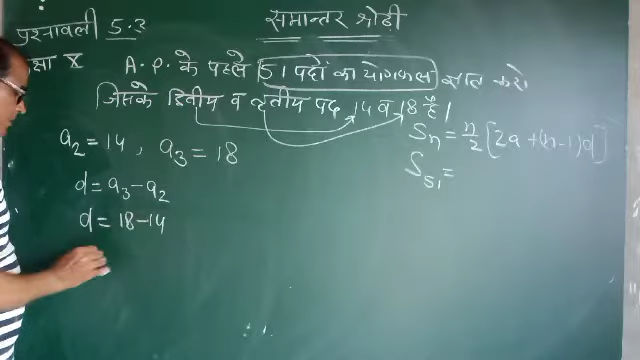 प्रश्नावली 5.3
समान्तर श्रेढ़ी
कक्षा X
A.P. के पहले 51 पदों का योगफल ज्ञात करो
जिसके द्वितीय व तृतीय पद 14 व 18 है।
a₂ = 14 , a₃ = 18
Sₙ = n/2 [2a + (n-1)d]
d = a₃ - a₂
S₅₁ =
d = 18 - 14